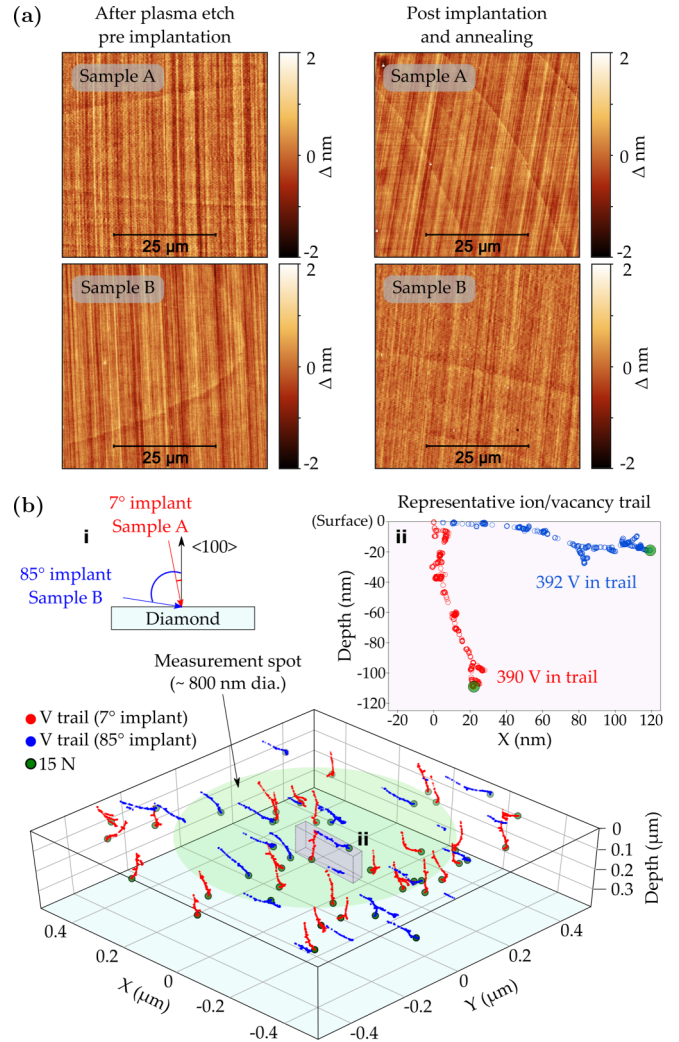 (a)
After plasma etch
pre implantation
Post implantation
and annealing
Sample A
25 µm
2
0
-2
Δ nm
Sample A
25 µm
2
0
-2
Δ nm
Sample B
25 µm
2
0
-2
Δ nm
Sample B
25 µm
2
0
-2
Δ nm
(b)
i
7° implant
Sample A
<100>
85° implant
Sample B
Diamond
Representative ion/vacancy trail
ii
(Surface) 0
-20
-40
-60
-80
-100
-120
Depth (nm)
392 V in trail
390 V in trail
-20 0 20 40 60 80 100 120
X (nm)
Measurement spot
(~ 800 nm dia.)
V trail (7° implant)
V trail (85° implant)
15 N
ii
0
0.1
0.2
0.3
Depth (µm)
0.4
0.2
0
-0.2
-0.4
X (µm)
0.4
0.2
0
-0.2
-0.4
Y (µm)